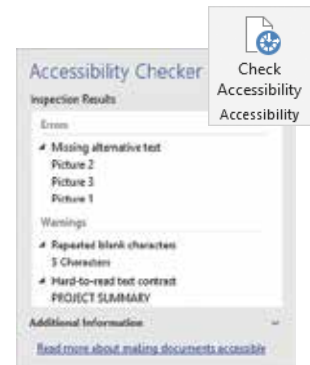 Accessibility Checker
Inspection Results
Errors
Missing alternative text
Picture 2
Picture 3
Picture 1
Warnings
Repeated blank characters
5 Characters
Hard-to-read text contrast
PROJECT SUMMARY
Additional Information
Read more about making documents accessible
Check
Accessibility
Accessibility